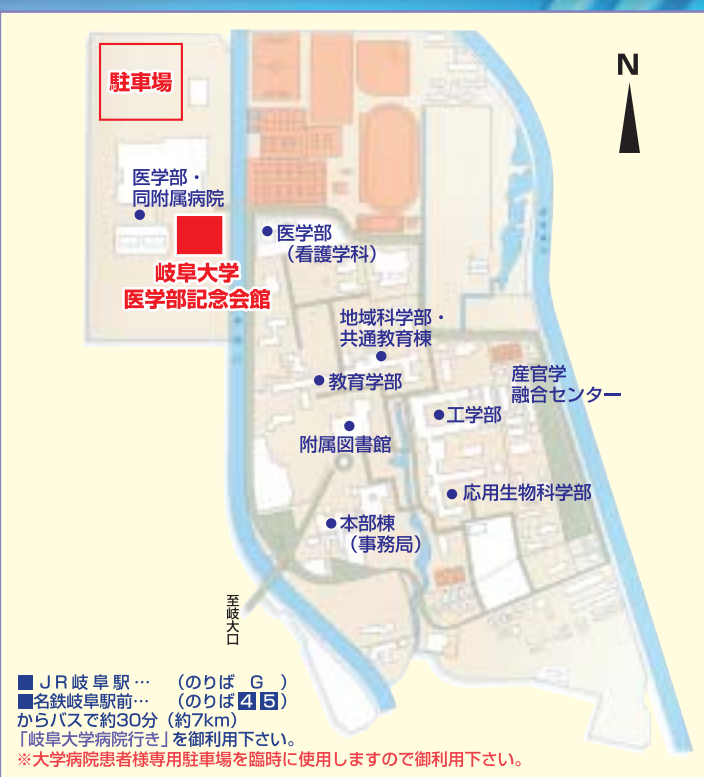 N
駐車場
医学部・
同附属病院
岐阜大学
医学部記念会館
医学部
（看護学科）
地域科学部・
共通教育棟
教育学部
産官学
融合センター
工学部
附属図書館
応用生物科学部
本部棟
（事務局）
至岐大口
■ＪＲ岐阜駅… （のりば Ｇ ）
■名鉄岐阜駅前… （のりば 4 5 ）
からバスで約30分（約7km）
「岐阜大学病院行き」を御利用下さい。
※大学病院患者様専用駐車場を臨時に使用しますので御利用下さい。